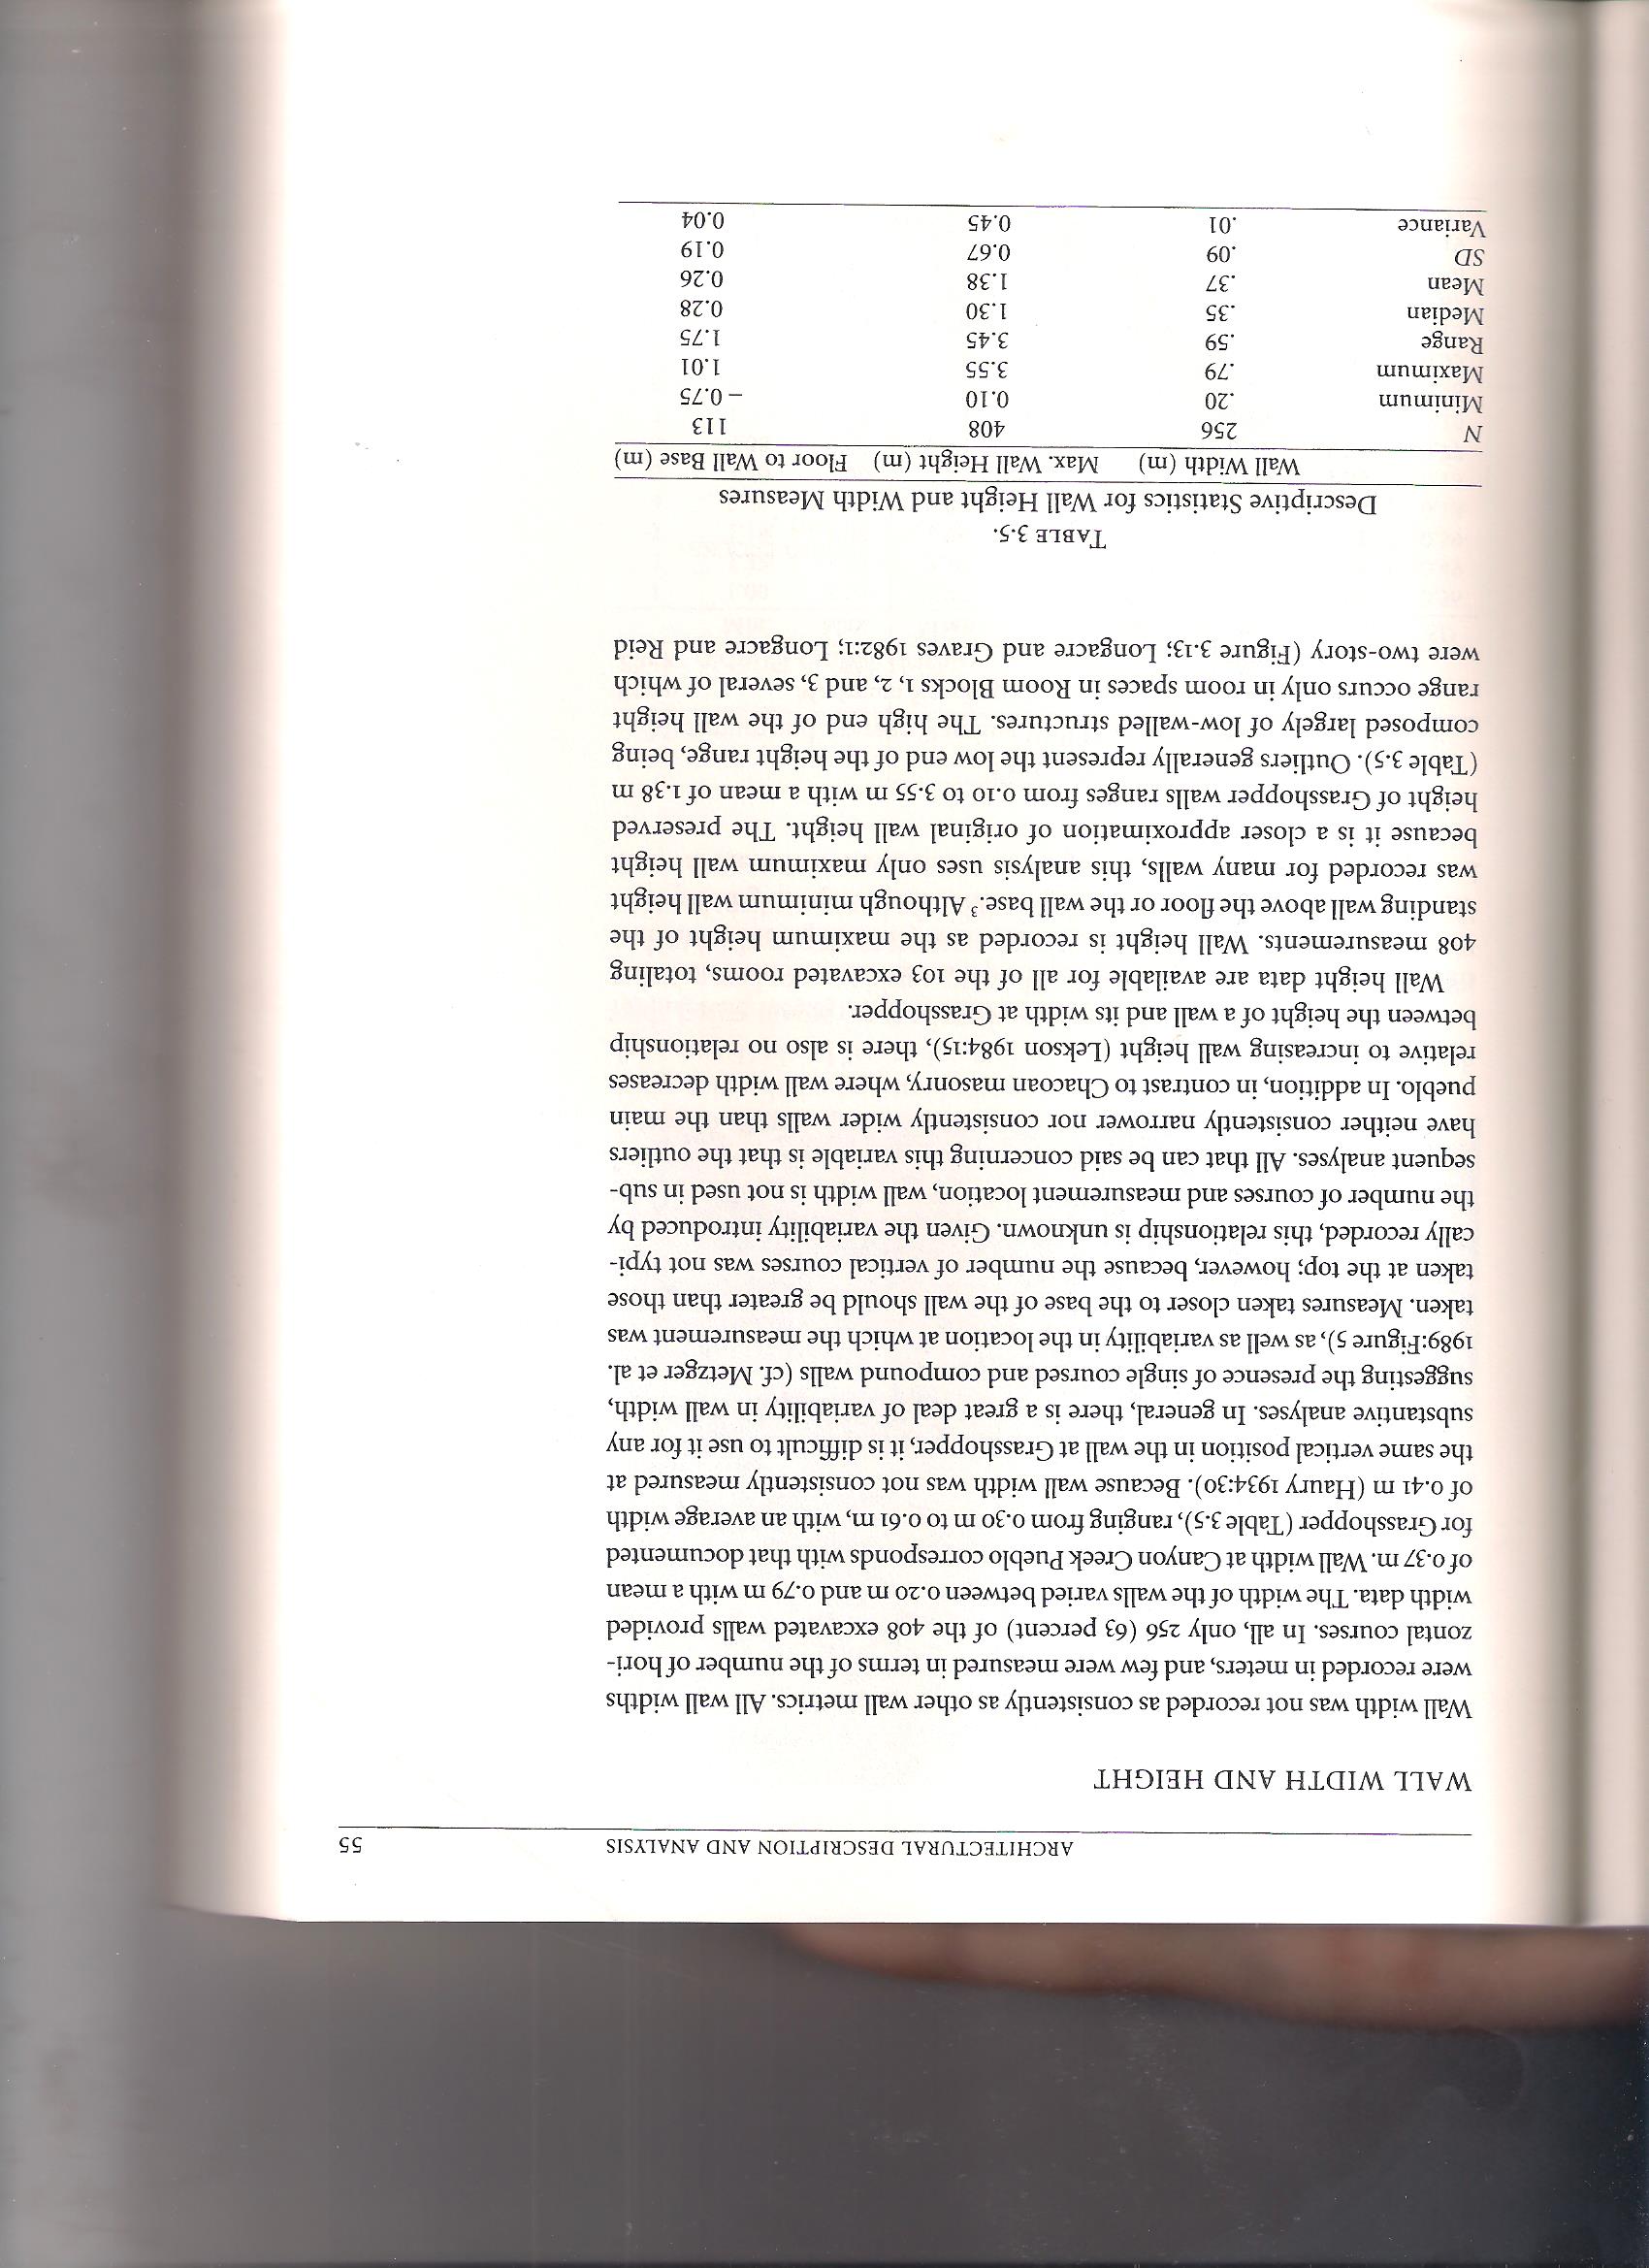 ARCHITECTURAL DESCRIPTION AND ANALYSIS 55
WALL WIDTH AND HEIGHT
Wall width was not recorded as consistently as other wall metrics. All wall widths
were recorded in meters, and few were measured in terms of the number of hori-
zontal courses. In all, only 256 (63 percent) of the 408 excavated walls provided
width data. The width of the walls varied between 0.20 m and 0.79 m with a mean
of 0.37 m. Wall width at Canyon Creek Pueblo corresponds with that documented
for Grasshopper (Table 3.5), ranging from 0.30 m to 0.61 m, with an average width
of 0.41 m (Haury 1934:30). Because wall width was not consistently measured at
the same vertical position in the wall at Grasshopper, it is difficult to use it for any
substantive analyses. In general, there is a great deal of variability in wall width,
suggesting the presence of single coursed and compound walls (cf. Metzger et al.
1989:Figure 5), as well as variability in the location at which the measurement was
taken. Measures taken closer to the base of the wall should be greater than those
taken at the top; however, because the number of vertical courses was not typi-
cally recorded, this relationship is unknown. Given the variability introduced by
the number of courses and measurement location, wall width is not used in sub-
sequent analyses. All that can be said concerning this variable is that the outliers
have neither consistently narrower nor consistently wider walls than the main
pueblo. In addition, in contrast to Chacoan masonry, where wall width decreases
relative to increasing wall height (Lekson 1984:15), there is also no relationship
between the height of a wall and its width at Grasshopper.
Wall height data are available for all of the 103 excavated rooms, totaling
408 measurements. Wall height is recorded as the maximum height of the
standing wall above the floor or the wall base.³ Although minimum wall height
was recorded for many walls, this analysis uses only maximum wall height
because it is a closer approximation of original wall height. The preserved
height of Grasshopper walls ranges from 0.10 to 3.55 m with a mean of 1.38 m
(Table 3.5). Outliers generally represent the low end of the height range, being
composed largely of low-walled structures. The high end of the wall height
range occurs only in room spaces in Room Blocks 1, 2, and 3, several of which
were two-story (Figure 3.13; Longacre and Graves 1982:1; Longacre and Reid
TABLE 3.5.
Descriptive Statistics for Wall Height and Width Measures
Wall Width (m) Max. Wall Height (m) Floor to Wall Base (m)
N 256 408 113
Minimum .20 0.10 – 0.75
Maximum .79 3.55 1.01
Range .59 3.45 1.75
Median .35 1.30 0.28
Mean .37 1.38 0.26
SD .09 0.67 0.19
Variance .01 0.45 0.04